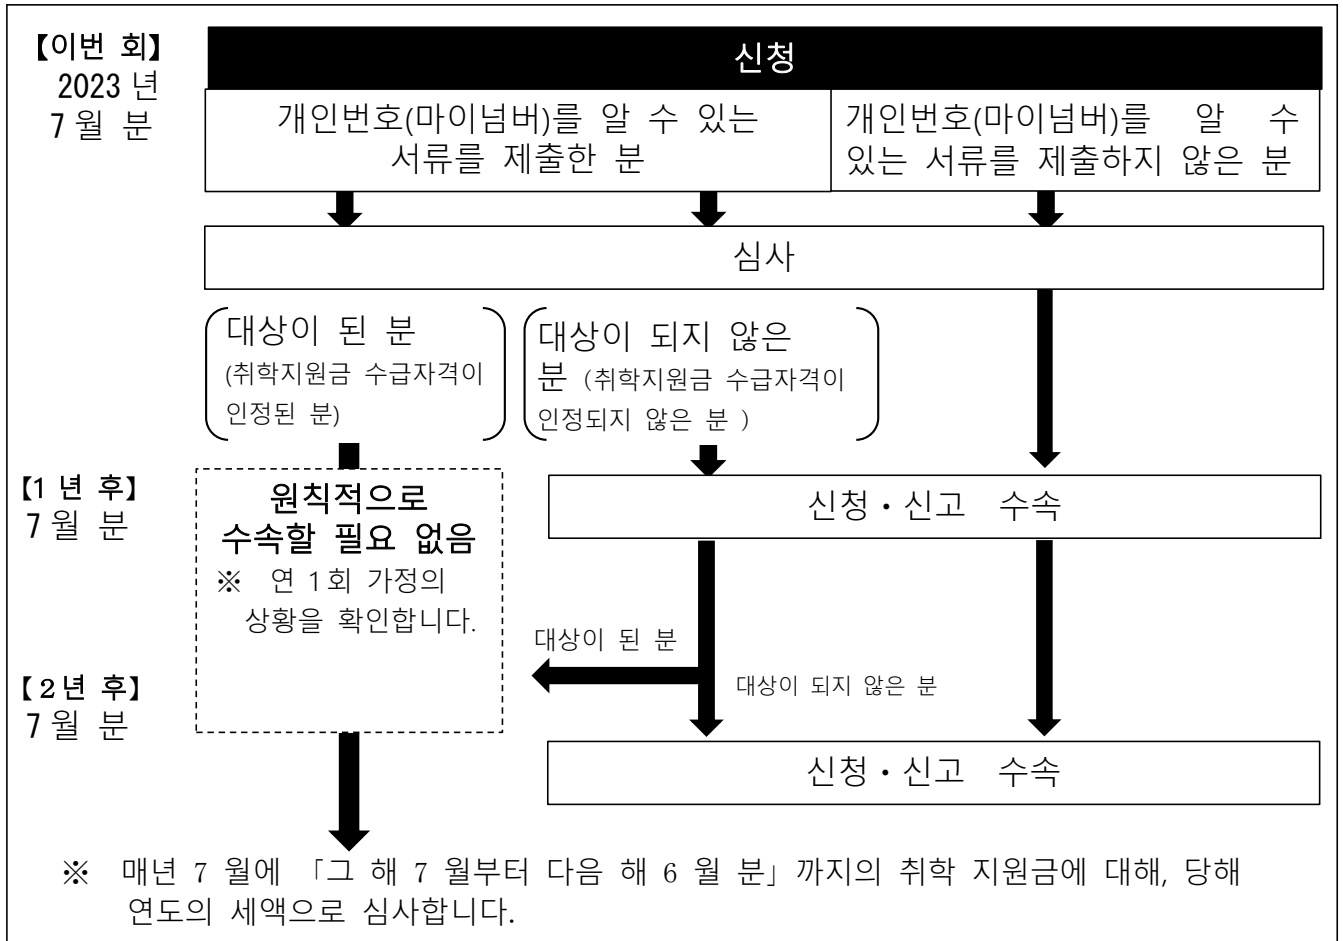 【이번 회】
2023 년
7 월 분
신청
개인번호(마이넘버)를 알 수 있는
서류를 제출한 분
개인번호(마이넘버)를 알 수
있는 서류를 제출하지 않은 분
심사
대상이 된 분
(취학지원금 수급자격이
인정된 분)
대상이 되지 않은
분 (취학지원금 수급자격이
인정되지 않은 분 )
【1 년 후】
7 월 분
원칙적으로
수속할 필요 없음
※ 연 1회 가정의
상황을 확인합니다.
신청・신고 수속
대상이 된 분
대상이 되지 않은 분
【2년 후】
7 월 분
신청・신고 수속
※ 매년 7 월에 「그 해 7 월부터 다음 해 6 월 분」까지의 취학 지원금에 대해, 당해
연도의 세액으로 심사합니다.